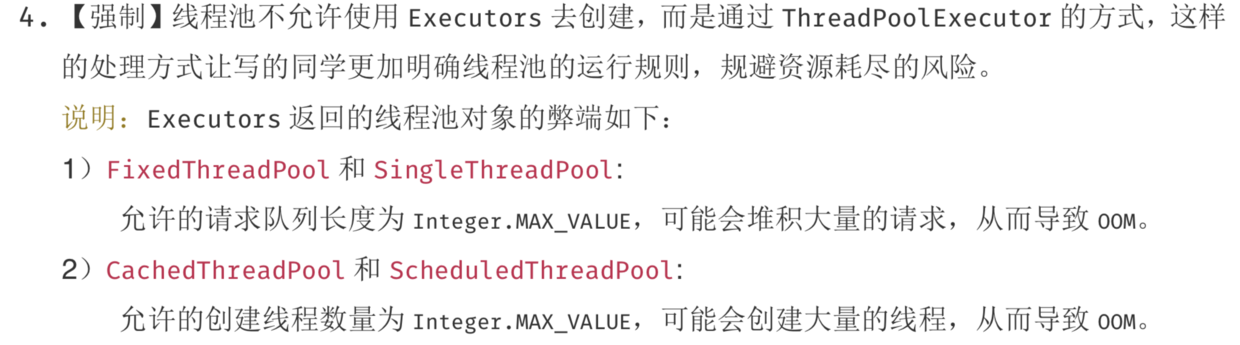 4. 【强制】线程池不允许使用 Executors 去创建，而是通过 ThreadPoolExecutor 的方式，这样
的处理方式让写的同学更加明确线程池的运行规则，规避资源耗尽的风险。
说明：Executors 返回的线程池对象的弊端如下：
1）FixedThreadPool 和 SingleThreadPool:
允许的请求队列长度为 Integer.MAX_VALUE，可能会堆积大量的请求，从而导致 OOM。
2）CachedThreadPool 和 ScheduledThreadPool:
允许的创建线程数量为 Integer.MAX_VALUE，可能会创建大量的线程，从而导致 OOM。